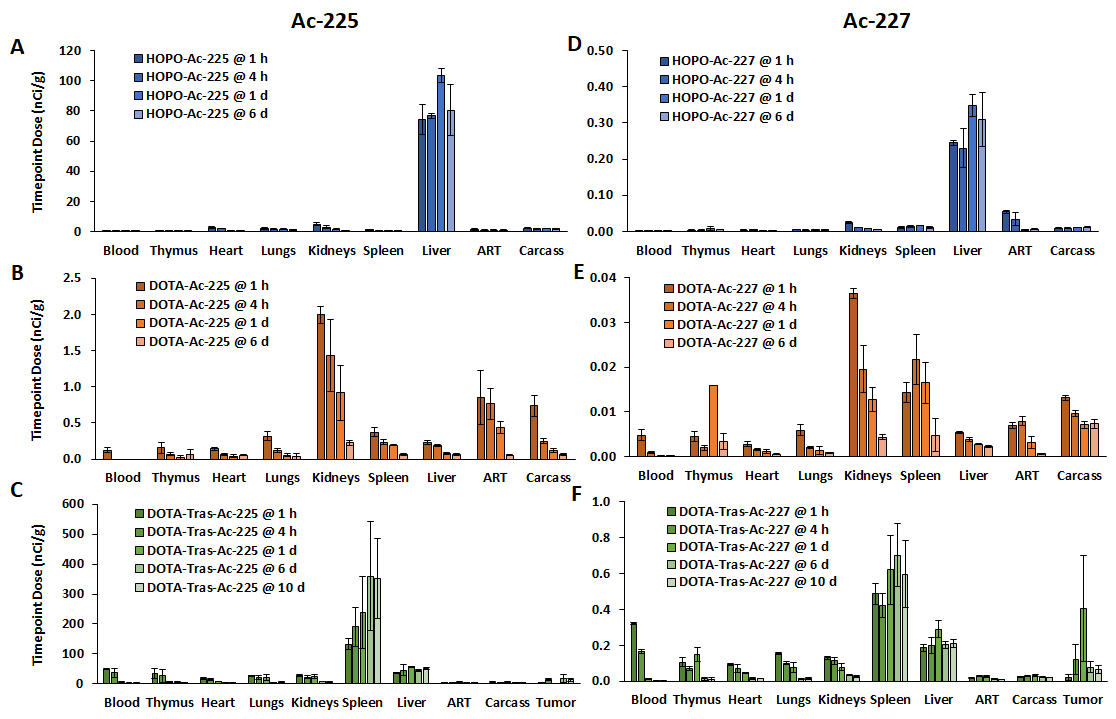 Ac-225
Ac-227
A
Timepoint Dose (nCi/g)
120
100
80
60
40
20
0
HOPO-Ac-225 @ 1 h
HOPO-Ac-225 @ 4 h
HOPO-Ac-225 @ 1 d
HOPO-Ac-225 @ 6 d
Blood Thymus Heart Lungs Kidneys Spleen Liver ART Carcass
D
0.50
0.40
0.30
0.20
0.10
0.00
HOPO-Ac-227 @ 1 h
HOPO-Ac-227 @ 4 h
HOPO-Ac-227 @ 1 d
HOPO-Ac-227 @ 6 d
Blood Thymus Heart Lungs Kidneys Spleen Liver ART Carcass
B
Timepoint Dose (nCi/g)
2.5
2.0
1.5
1.0
0.5
0.0
DOTA-Ac-225 @ 1 h
DOTA-Ac-225 @ 4 h
DOTA-Ac-225 @ 1 d
DOTA-Ac-225 @ 6 d
Blood Thymus Heart Lungs Kidneys Spleen Liver ART Carcass
E
0.04
0.03
0.02
0.01
0.00
DOTA-Ac-227 @ 1 h
DOTA-Ac-227 @ 4 h
DOTA-Ac-227 @ 1 d
DOTA-Ac-227 @ 6 d
Blood Thymus Heart Lungs Kidneys Spleen Liver ART Carcass
C
Timepoint Dose (nCi/g)
600
500
400
300
200
100
0
DOTA-Tras-Ac-225 @ 1 h
DOTA-Tras-Ac-225 @ 4 h
DOTA-Tras-Ac-225 @ 1 d
DOTA-Tras-Ac-225 @ 6 d
DOTA-Tras-Ac-225 @ 10 d
Blood Thymus Heart Lungs Kidneys Spleen Liver ART Carcass Tumor
F
1.0
0.8
0.6
0.4
0.2
0.0
DOTA-Tras-Ac-227 @ 1 h
DOTA-Tras-Ac-227 @ 4 h
DOTA-Tras-Ac-227 @ 1 d
DOTA-Tras-Ac-227 @ 6 d
DOTA-Tras-Ac-227 @ 10 d
Blood Thymus Heart Lungs Kidneys Spleen Liver ART Carcass Tumor